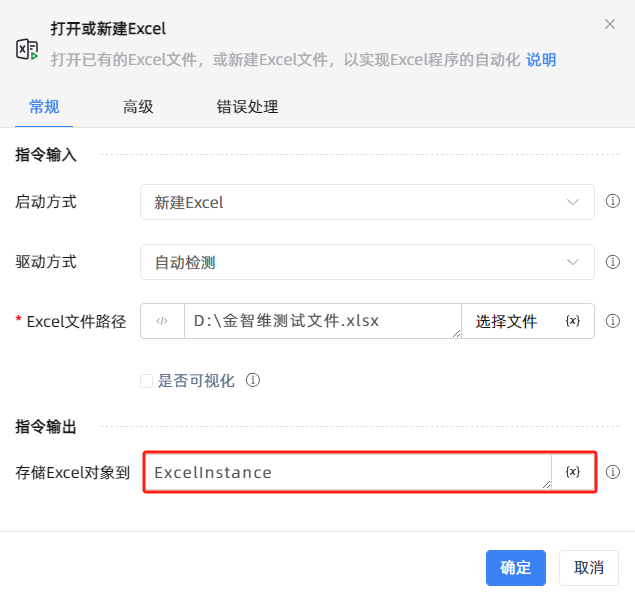 打开或新建Excel
打开已有的Excel文件，或新建Excel文件，以实现Excel程序的自动化 说明
常规 高级 错误处理
指令输入
启动方式 新建Excel
驱动方式 自动检测
* Excel文件路径 </> D:\金智维测试文件.xlsx 选择文件 {x}
是否可视化
指令输出
存储Excel对象到 ExcelInstance {x}
确定 取消